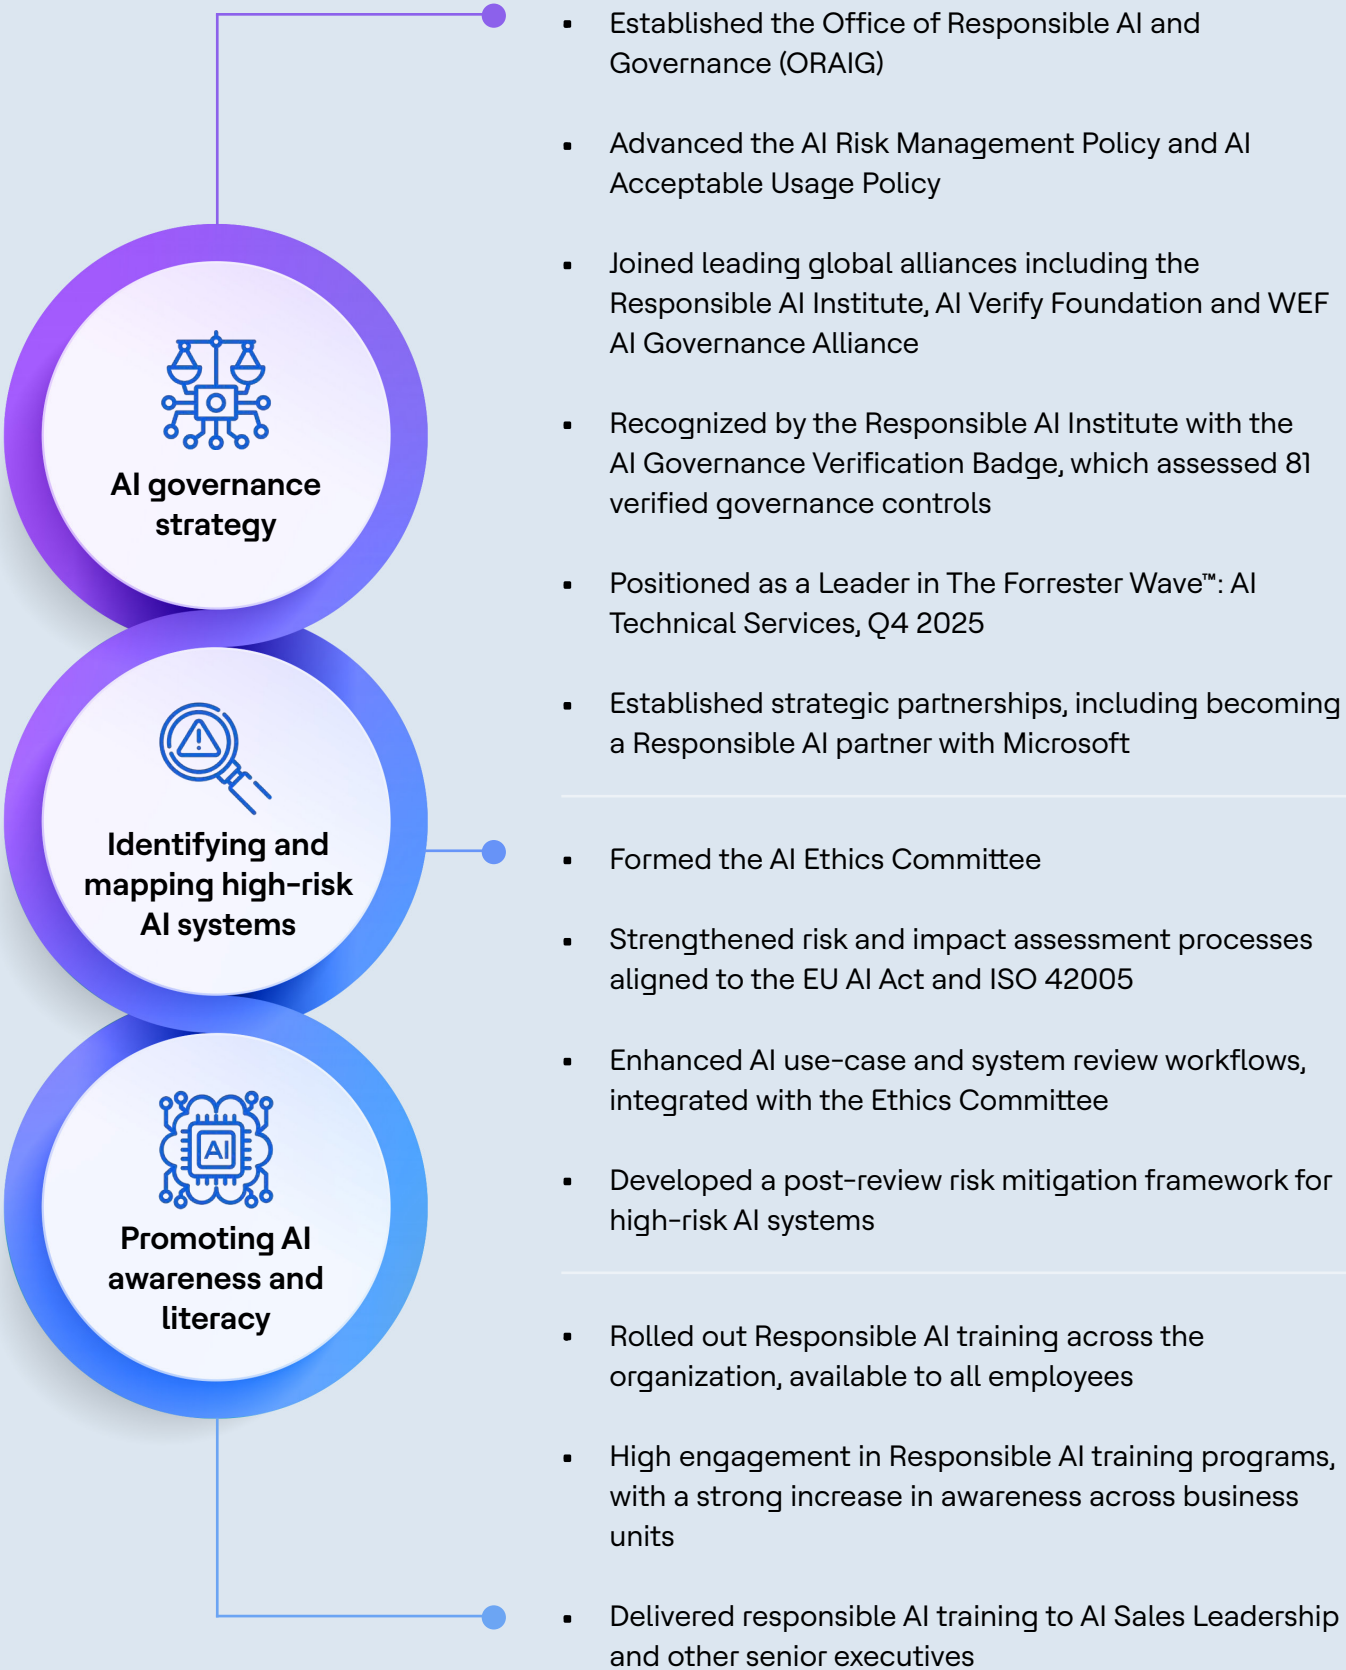 Established the Office of Responsible AI and
Governance (ORAIG)
Advanced the AI Risk Management Policy and AI
Acceptable Usage Policy
Joined leading global alliances including the
Responsible AI Institute, AI Verify Foundation and WEF
AI Governance Alliance
Recognized by the Responsible AI Institute with the
AI Governance Verification Badge, which assessed 81
verified governance controls
Positioned as a Leader in The Forrester Wave™: AI
Technical Services, Q4 2025
Established strategic partnerships, including becoming
a Responsible AI partner with Microsoft
AI governance
strategy
Formed the AI Ethics Committee
Strengthened risk and impact assessment processes
aligned to the EU AI Act and ISO 42005
Enhanced AI use-case and system review workflows,
integrated with the Ethics Committee
Developed a post-review risk mitigation framework for
high-risk AI systems
Identifying and
mapping high-risk
AI systems
Rolled out Responsible AI training across the
organization, available to all employees
High engagement in Responsible AI training programs,
with a strong increase in awareness across business
units
Delivered responsible AI training to AI Sales Leadership
and other senior executives
AI
Promoting AI
awareness and
literacy